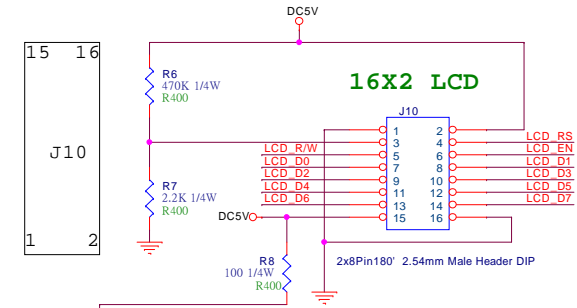 DC5V
15 16
J10
1 2
R6
470K 1/4W
R400
R7
2.2K 1/4W
R400
16X2 LCD
J10
1 2
3 4 LCD_RS
LCD_R/W 5 6 LCD_EN
LCD_D0 7 8 LCD_D1
LCD_D2 9 10 LCD_D3
LCD_D4 11 12 LCD_D5
LCD_D6 13 14 LCD_D7
DC5V 15 16
R8
100 1/4W
R400
2x8Pin180' 2.54mm Male Header DIP